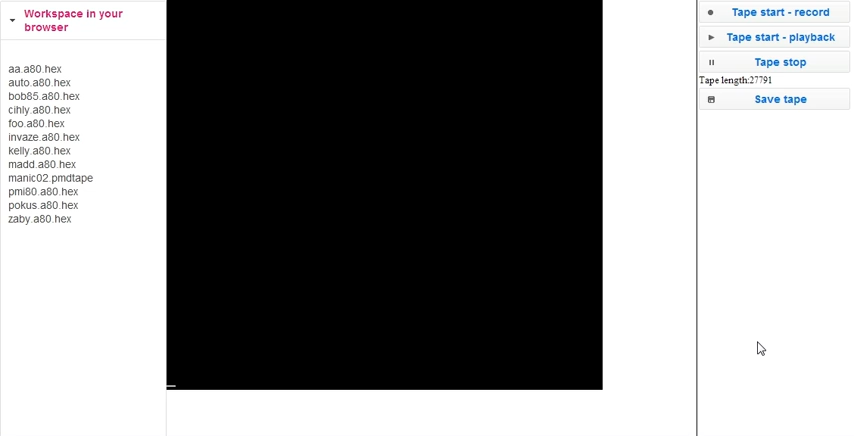 Workspace in your
browser
aa.a80.hex
auto.a80.hex
bob85.a80.hex
cihly.a80.hex
foo.a80.hex
invaze.a80.hex
kelly.a80.hex
madd.a80.hex
manic02.pmdtape
pmi80.a80.hex
pokus.a80.hex
zaby.a80.hex
Tape start - record
Tape start - playback
Tape stop
Tape length:27791
Save tape